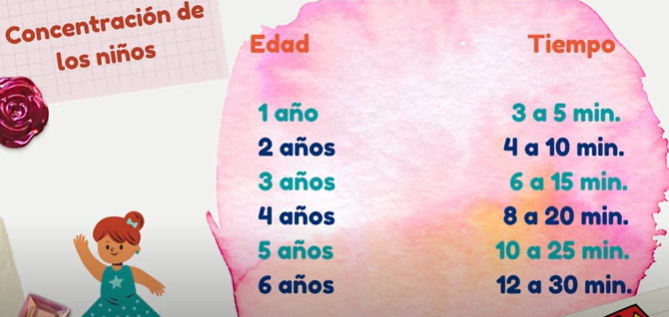 Concentración de
los niños
Edad Tiempo
1 año 3 a 5 min.
2 años 4 a 10 min.
3 años 6 a 15 min.
4 años 8 a 20 min.
5 años 10 a 25 min.
6 años 12 a 30 min.